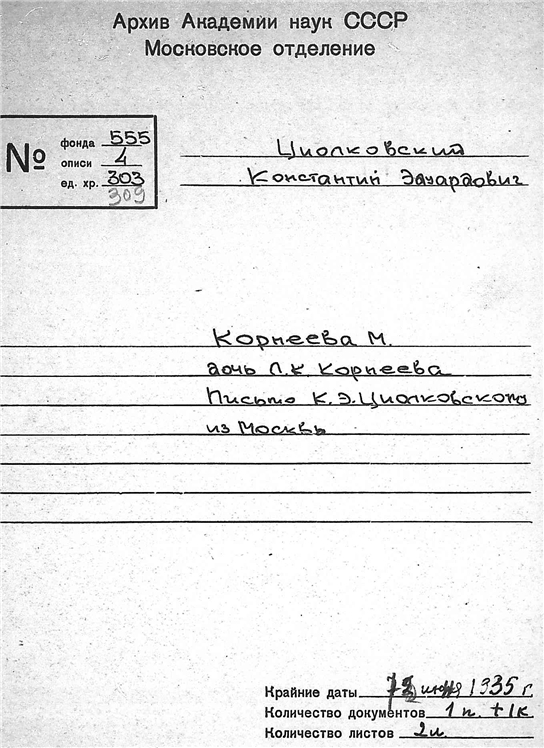 Архив Академии наук СССР
Московское отделение
№
фонда 555
описи 4
ед. хр. 303
309
Циолковский
Константин Эдуардович
Корнеева М.
дочь Л.К. Корнеева
Письмо К.Э.Циолковского
из Москвы
Крайние даты 1935 г.
Количество документов 1 п. + 1к
Количество листов 2л.